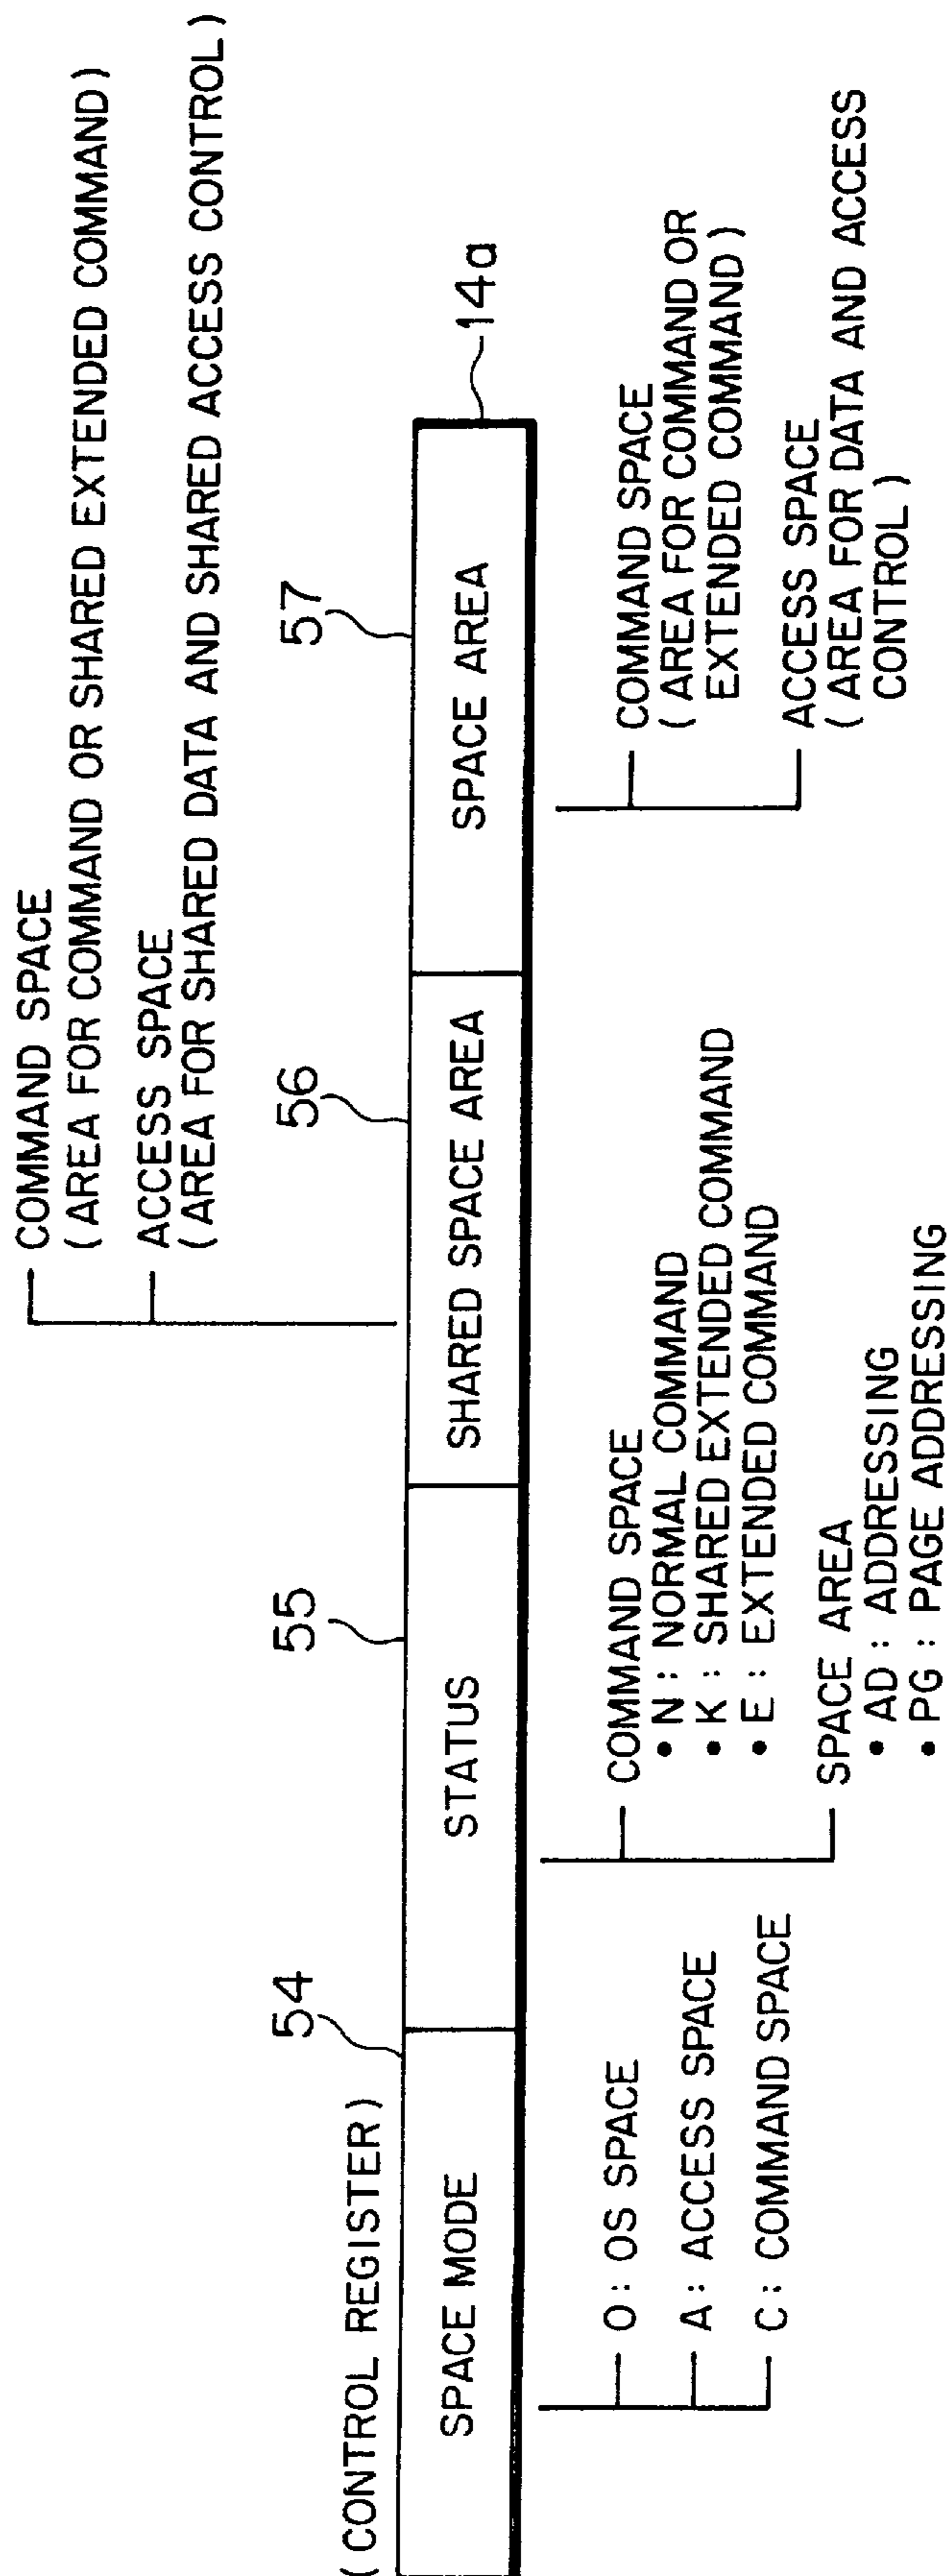 COMMAND SPACE
(AREA FOR COMMAND OR SHARED EXTENDED COMMAND)
ACCESS SPACE
(AREA FOR SHARED DATA AND SHARED ACCESS CONTROL)
(CONTROL REGISTER)
54
55
56
57
SPACE MODE
STATUS
SHARED SPACE AREA
SPACE AREA
14a
O : OS SPACE
A : ACCESS SPACE
C : COMMAND SPACE
COMMAND SPACE
• N : NORMAL COMMAND
• K : SHARED EXTENDED COMMAND
• E : EXTENDED COMMAND
SPACE AREA
• AD : ADDRESSING
• PG : PAGE ADDRESSING
COMMAND SPACE
(AREA FOR COMMAND OR
EXTENDED COMMAND)
ACCESS SPACE
(AREA FOR DATA AND ACCESS
CONTROL)